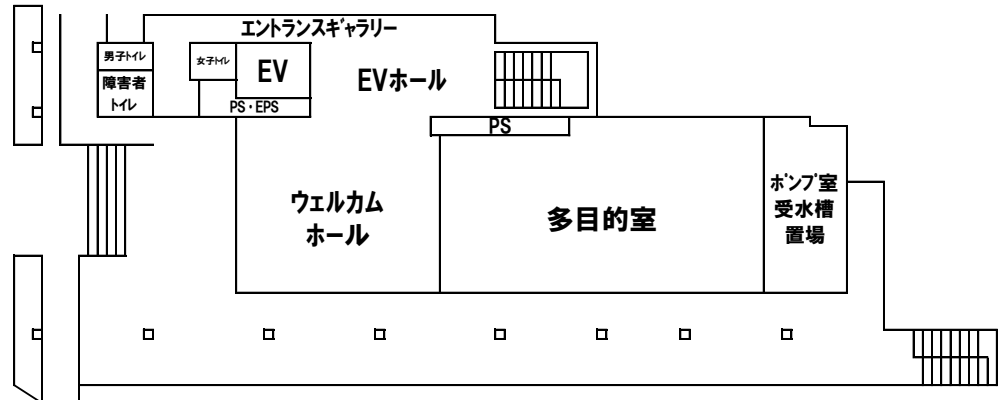 エントランスギャラリー
男子トイレ
障害者
トイレ
女子トイレ
EV
EVホール
PS・EPS
PS
ウェルカム
ホール
多目的室
ポンプ室
受水槽
置場